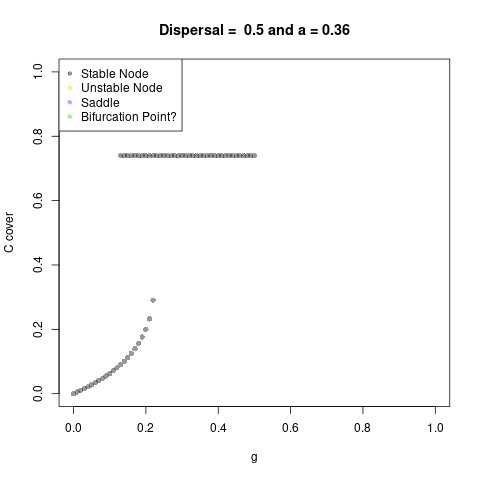 Dispersal =  0.5 and a = 0.36
Stable Node
Unstable Node
Saddle
Bifurcation Point?
C cover
1.0
0.8
0.6
0.4
0.2
0.0
0.0 0.2 0.4 0.6 0.8 1.0
g